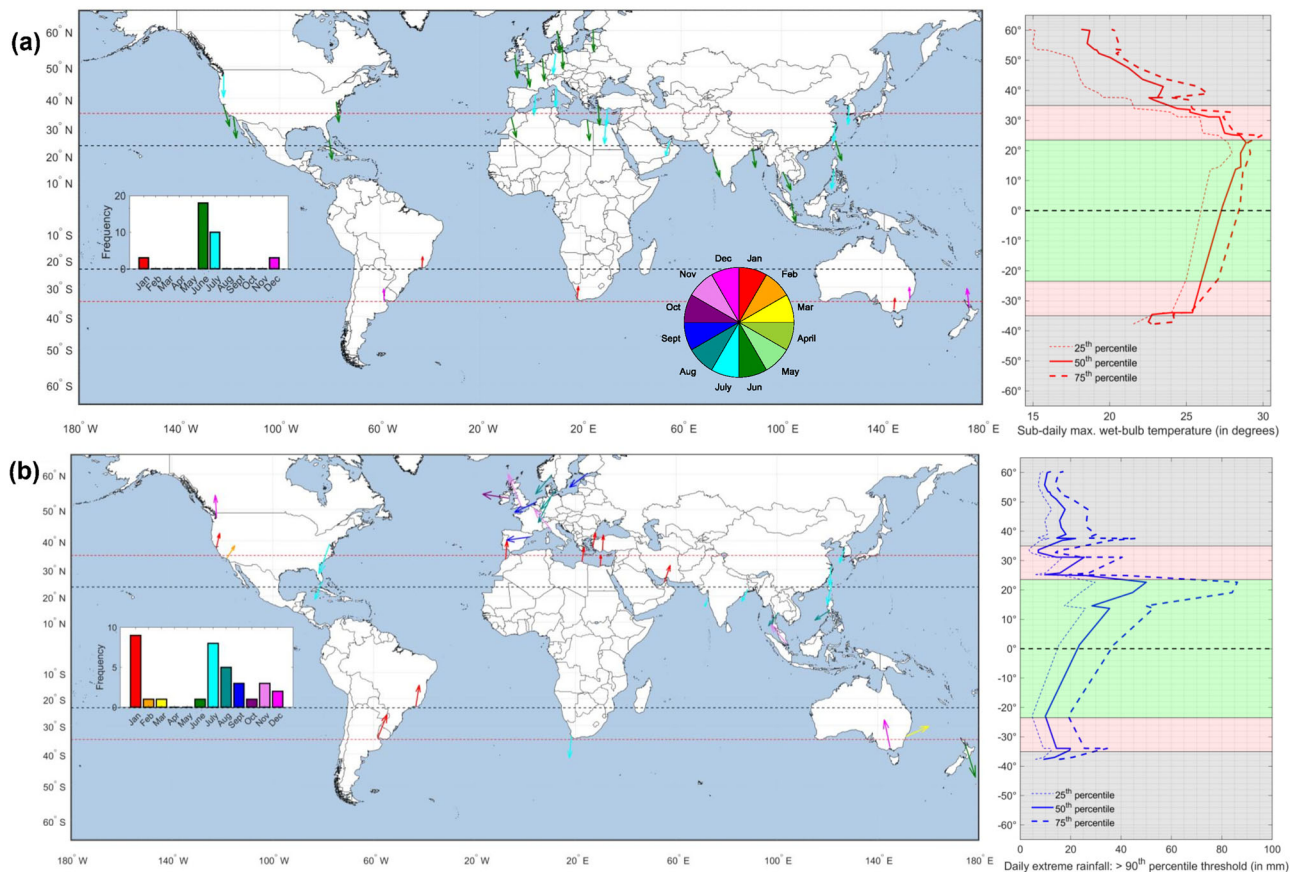 (a)
60° N
50° N
40° N
30° N
20° N
10° N
10° S
20° S
30° S
40° S
50° S
60° S
180° W
140° W
100° W
60° W
20° W
20° E
60° E
100° E
140° E
180° E
Frequency
20
10
0
Jan
Feb
Mar
Apr
May
June
July
Aug
Sep
Oct
Nov
Dec
Dec
Jan
Nov
Feb
Oct
Mar
Sept
April
Aug
May
July
Jun
60°
50°
40°
30°
20°
10°
0°
-10°
-20°
-30°
-40°
-50°
-60°
25th percentile
50th percentile
75th percentile
15
20
25
30
Sub-daily max. wet-bulb temperature (in degrees)
(b)
60° N
50° N
40° N
30° N
20° N
10° N
10° S
20° S
30° S
40° S
50° S
60° S
180° W
140° W
100° W
60° W
20° W
20° E
60° E
100° E
140° E
180° E
Frequency
10
5
0
Jan
Feb
Mar
Apr
May
June
July
Aug
Sept
Oct
Nov
Dec
60°
50°
40°
30°
20°
10°
0°
-10°
-20°
-30°
-40°
-50°
-60°
25th percentile
50th percentile
75th percentile
0
20
40
60
80
100
Daily extreme rainfall: > 90th percentile threshold (in mm)